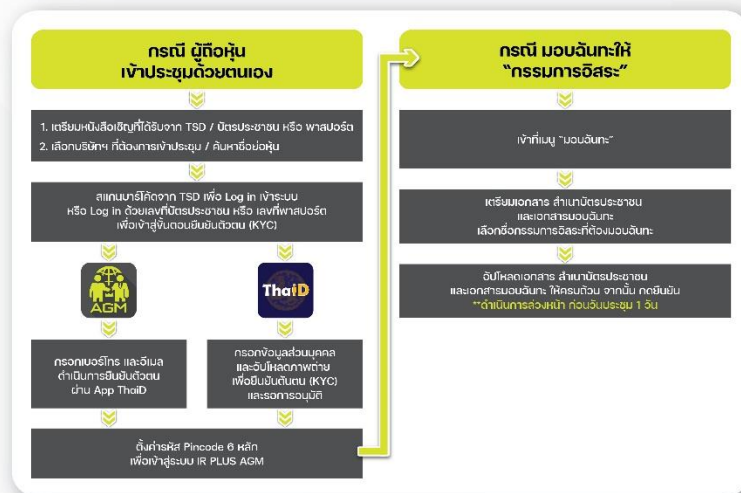 กรณี ผู้ถือหุ้น
เข้าประชุมด้วยตนเอง
1. เตรียมหนังสือเชิญที่ได้รับจาก TSD / บัตรประชาชน หรือ พาสปอร์ต
2. เลือกบริษัทฯ ที่ต้องการเข้าประชุม / ค้นหาชื่อย่อหุ้น
สแกนบาร์โค้ดจาก TSD เพื่อ Log in เข้าระบบ
หรือ Log in ด้วยเลขที่บัตรประชาชน หรือ เลขที่พาสปอร์ต
เพื่อเข้าสู่ขั้นตอนยืนยันตัวตน (KYC)
AGM
ThaiD
กรอกเบอร์โทร และอีเมล
ดำเนินการยืนยันตัวตน
ผ่าน App ThaiD
กรอกข้อมูลส่วนบุคคล
และอัปโหลดภาพถ่าย
เพื่อยืนยันตันตน (KYC)
และรอการอนุมัติ
ตั้งค่ารหัส Pincode 6 หลัก
เพื่อเข้าสู่ระบบ IR PLUS AGM
กรณี มอบฉันทะให้
"กรรมการอิสระ"
เข้าที่เมนู "มอบฉันทะ"
เตรียมเอกสาร สำเนาบัตรประชาชน
และเอกสารมอบฉันทะ
เลือกชื่อกรรมการอิสระที่ต้องมอบฉันทะ
อัปโหลดเอกสาร สำเนาบัตรประชาชน
และเอกสารมอบฉันทะ ให้ครบถ้วน จากนั้น กดยืนยัน
**ดำเนินการล่วงหน้า ก่อนวันประชุม 1 วัน